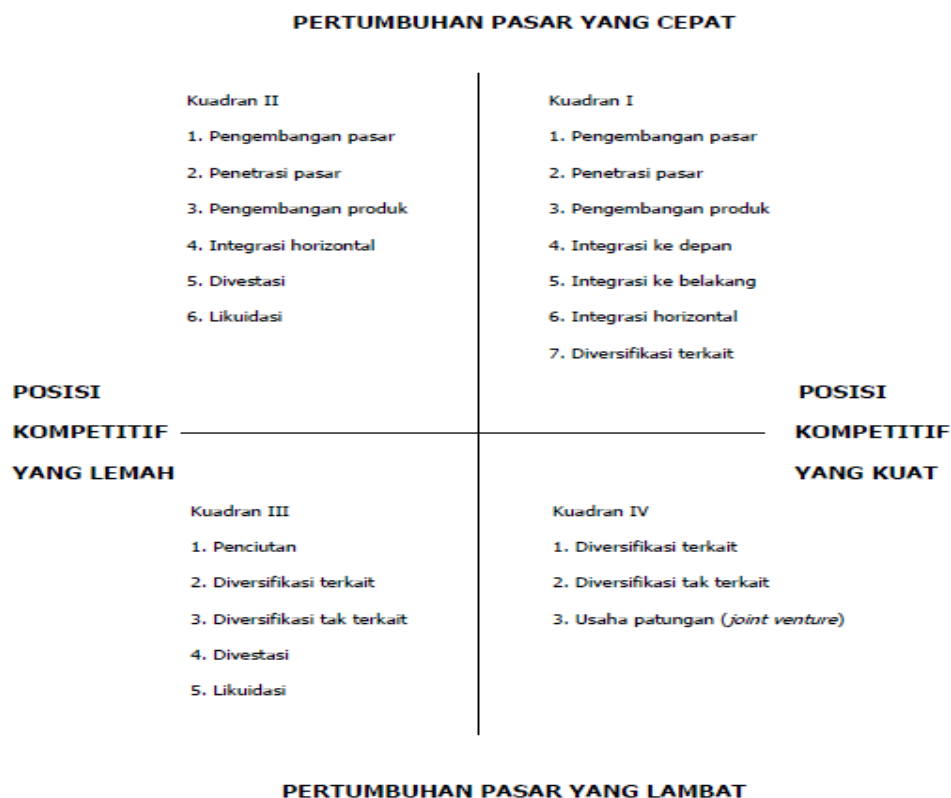 PERTUMBUHAN PASAR YANG CEPAT
Kuadran II
1. Pengembangan pasar
2. Penetrasi pasar
3. Pengembangan produk
4. Integrasi horizontal
5. Divestasi
6. Likuidasi
Kuadran I
1. Pengembangan pasar
2. Penetrasi pasar
3. Pengembangan produk
4. Integrasi ke depan
5. Integrasi ke belakang
6. Integrasi horizontal
7. Diversifikasi terkait
POSISI
KOMPETITIF
YANG LEMAH
POSISI
KOMPETITIF
YANG KUAT
Kuadran III
1. Penciutan
2. Diversifikasi terkait
3. Diversifikasi tak terkait
4. Divestasi
5. Likuidasi
Kuadran IV
1. Diversifikasi terkait
2. Diversifikasi tak terkait
3. Usaha patungan (joint venture)
PERTUMBUHAN PASAR YANG LAMBAT